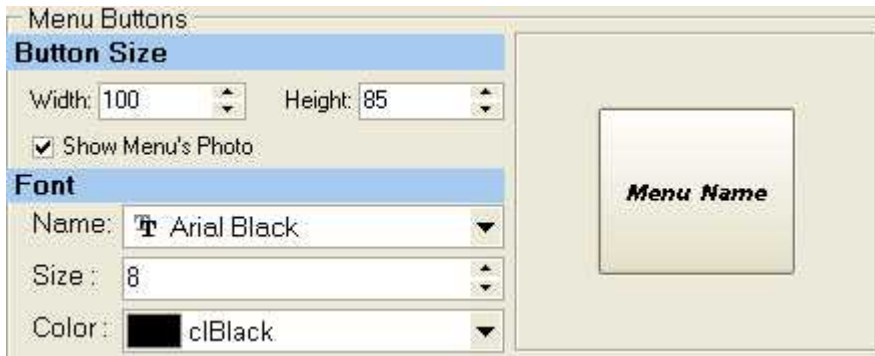 Menu Buttons
Button Size
Width: 100 Height: 85
Show Menu's Photo
Font
Name: Arial Black
Menu Name
Size : 8
Color : clBlack